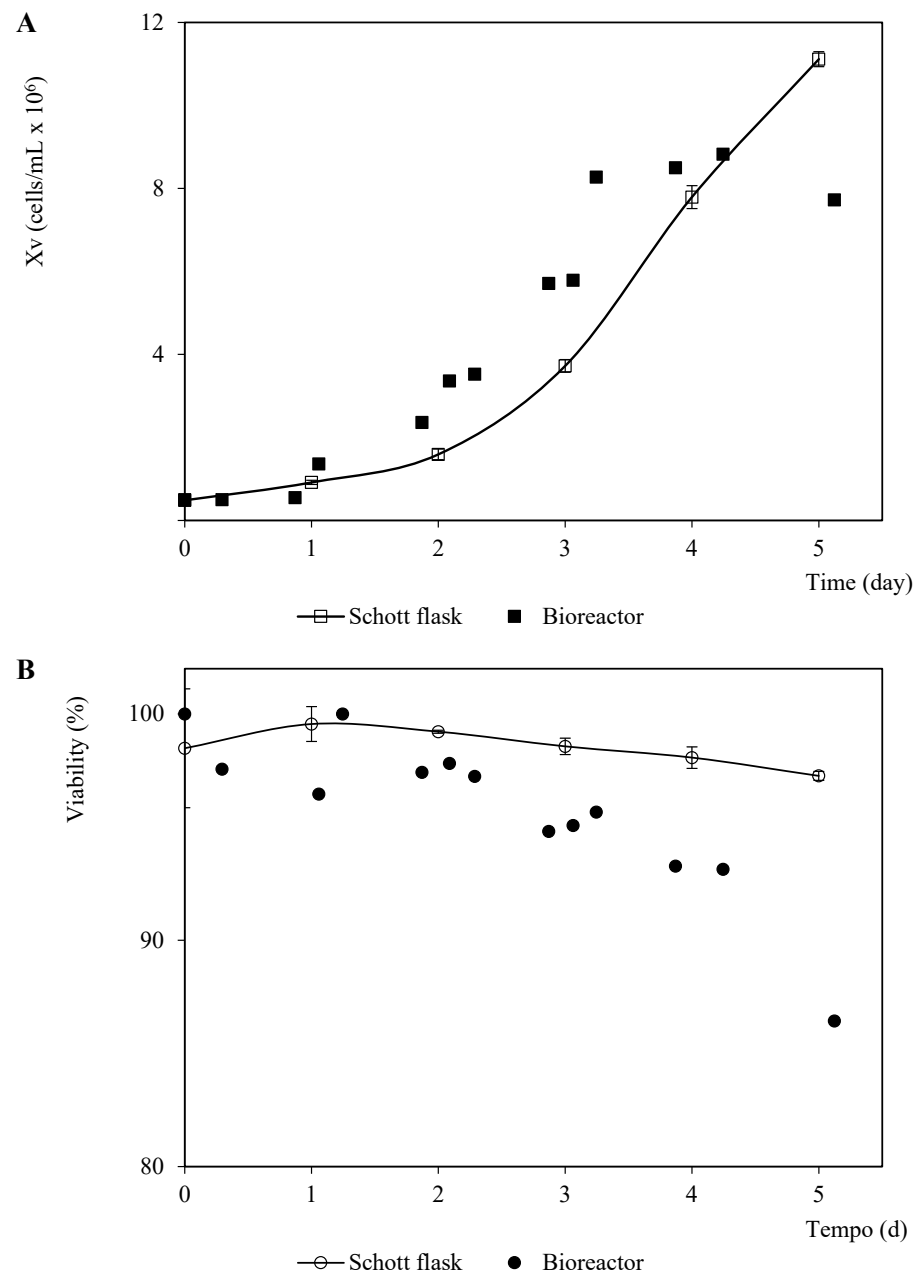 A
Xv (cells/mL x 10⁶)
12
8
4
0 1 2 3 4 5
Time (day)
Schott flask Bioreactor
B
Viability (%)
100
90
80
0 1 2 3 4 5
Tempo (d)
Schott flask Bioreactor